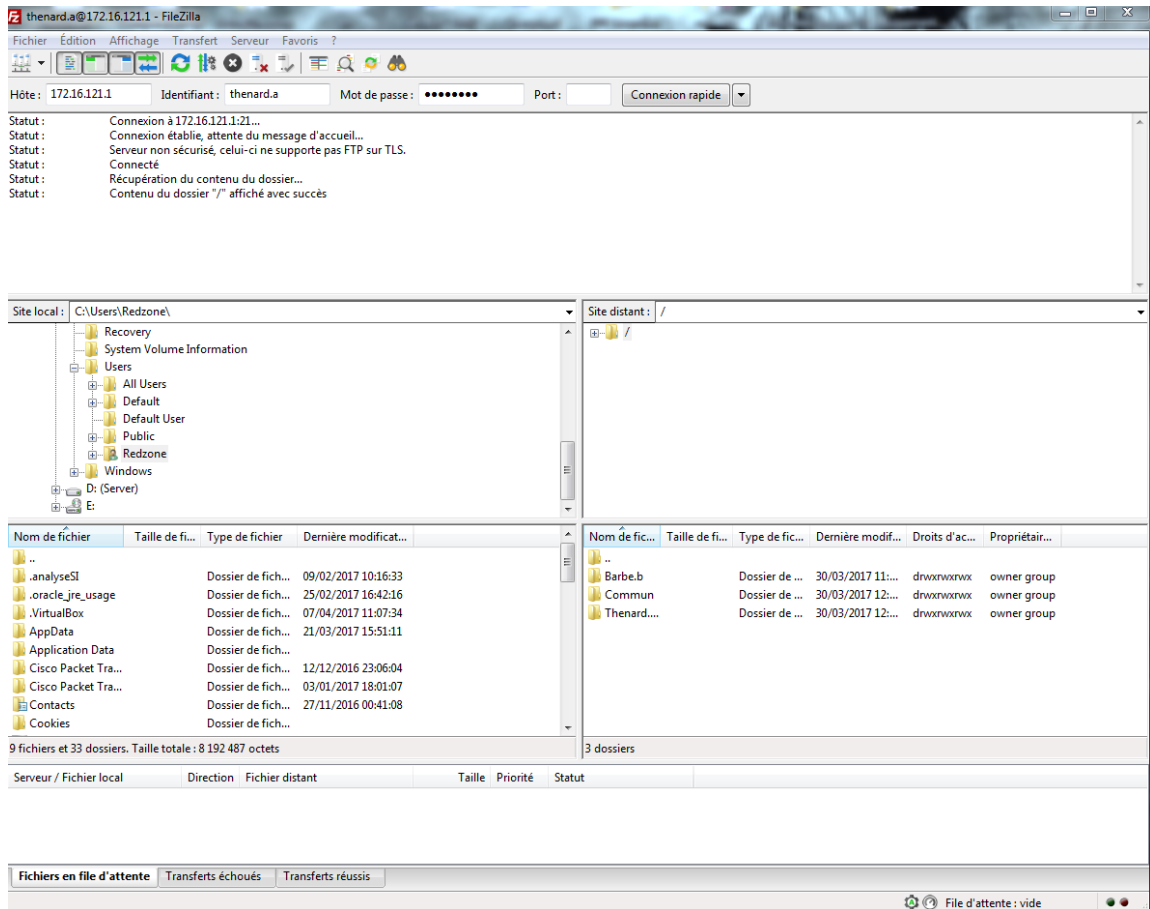 thenard.a@172.16.121.1 - FileZilla
Fichier Édition Affichage Transfert Serveur Favoris ?
Hôte : 172.16.121.1 Identifiant : thenard.a Mot de passe : •••••••• Port : Connexion rapide
Statut : Connexion à 172.16.121.1:21...
Statut : Connexion établie, attente du message d'accueil...
Statut : Serveur non sécurisé, celui-ci ne supporte pas FTP sur TLS.
Statut : Connecté
Statut : Récupération du contenu du dossier...
Statut : Contenu du dossier "/" affiché avec succès
Site local : C:\Users\Redzone\
Recovery
System Volume Information
Users
All Users
Default
Default User
Public
Redzone
Windows
D: (Server)
E:
Site distant : /
/
Nom de fichier Taille de fi... Type de fichier Dernière modificat...
..
.analyseSI Dossier de fich... 09/02/2017 10:16:33
.oracle_jre_usage Dossier de fich... 25/02/2017 16:42:16
.VirtualBox Dossier de fich... 07/04/2017 11:07:34
AppData Dossier de fich... 21/03/2017 15:51:11
Application Data Dossier de fich...
Cisco Packet Tra... Dossier de fich... 12/12/2016 23:06:04
Cisco Packet Tra... Dossier de fich... 03/01/2017 18:01:07
Contacts Dossier de fich... 27/11/2016 00:41:08
Cookies Dossier de fich...
9 fichiers et 33 dossiers. Taille totale : 8 192 487 octets
Nom de fic... Taille de fi... Type de fic... Dernière modif... Droits d'ac... Propriétair...
..
Barbe.b Dossier de ... 30/03/2017 11:... drwxrwxrwx owner group
Commun Dossier de ... 30/03/2017 12:... drwxrwxrwx owner group
Thenard.... Dossier de ... 30/03/2017 12:... drwxrwxrwx owner group
3 dossiers
Serveur / Fichier local Direction Fichier distant Taille Priorité Statut
Fichiers en file d'attente Transferts échoués Transferts réussis
File d'attente : vide